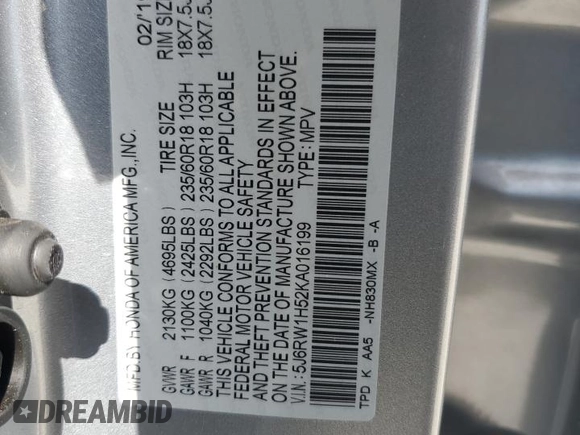 MFD BY HONDA OF AMERICA MFG., INC. 02/1
GVWR 2130KG (4695LBS) TIRE SIZE RIM SIZE
GAWR F 1100KG (2425LBS) 235/60R18 103H 18X7.5J
GAWR R 1040KG (2292LBS) 235/60R18 103H 18X7.5J
THIS VEHICLE CONFORMS TO ALL APPLICABLE
FEDERAL MOTOR VEHICLE SAFETY
AND THEFT PREVENTION STANDARDS IN EFFECT
ON THE DATE OF MANUFACTURE SHOWN ABOVE.
V.I.N.: 5J6RW1H52KA016199 TYPE: MPV
TPD K AA5 -NH830MX -B -A
DREAMBID